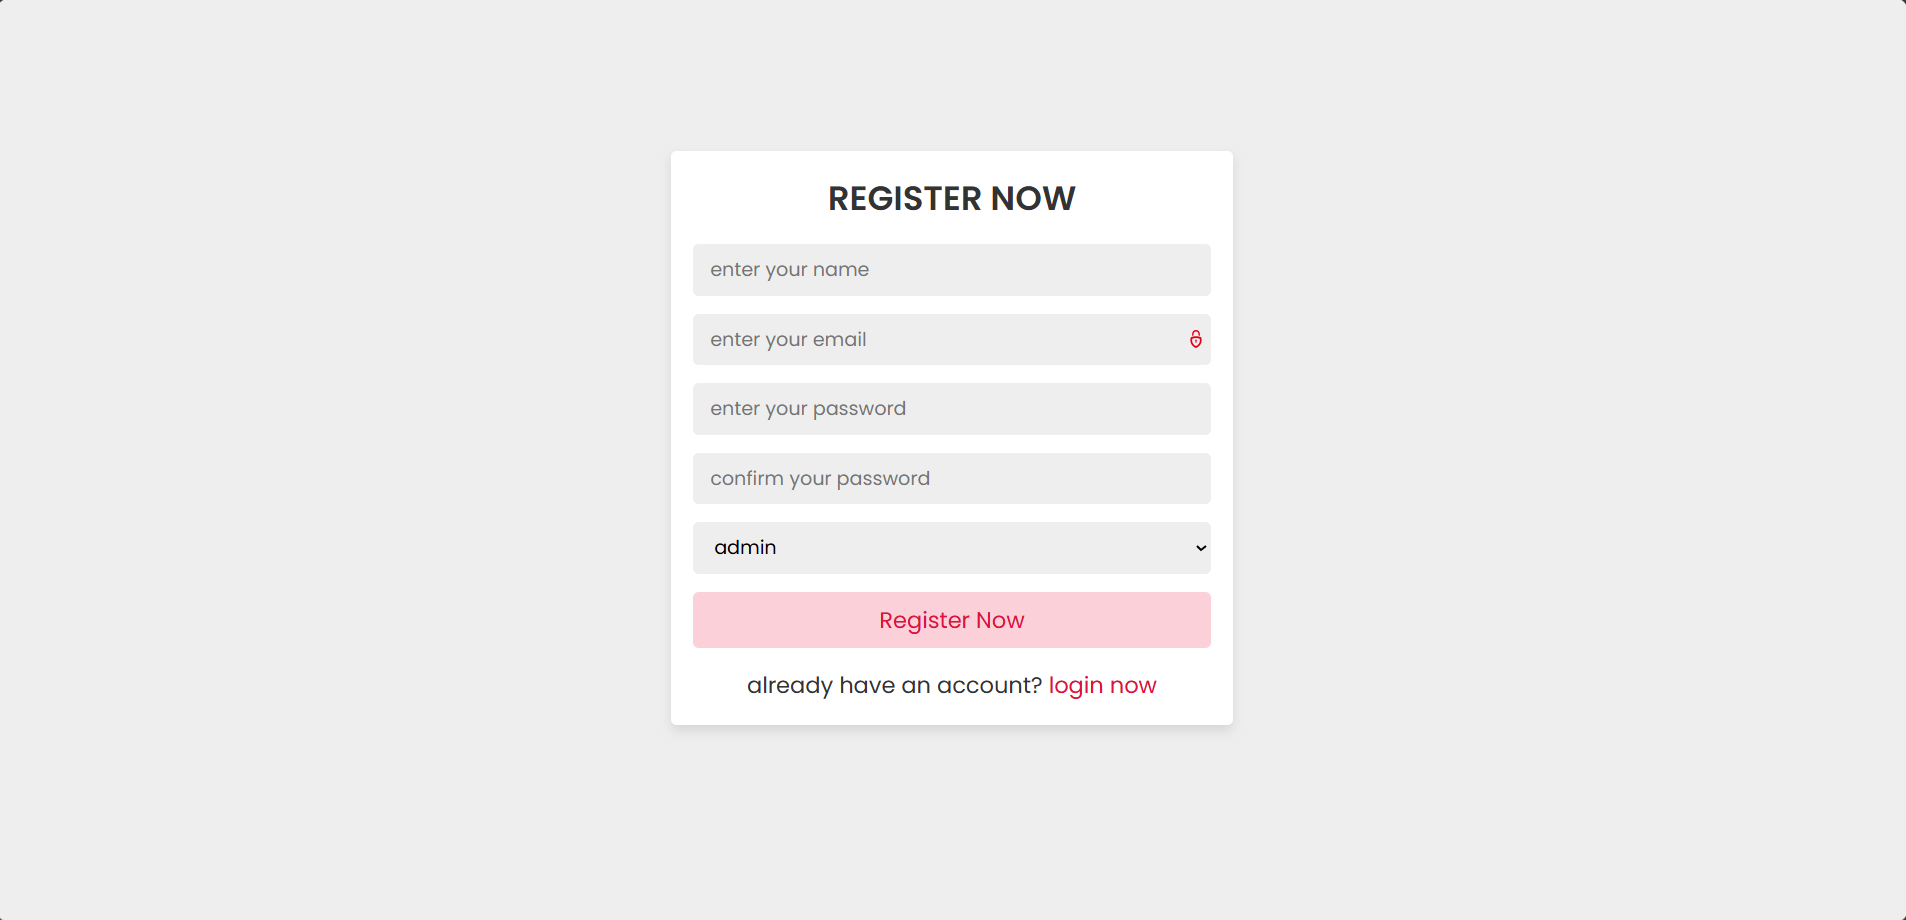 REGISTER NOW
enter your name
enter your email
enter your password
confirm your password
admin
Register Now
already have an account? login now